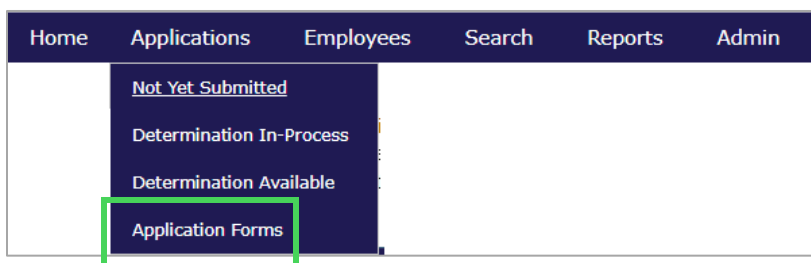 Home Applications Employees Search Reports Admin
Not Yet Submitted
Determination In-Process
Determination Available
Application Forms